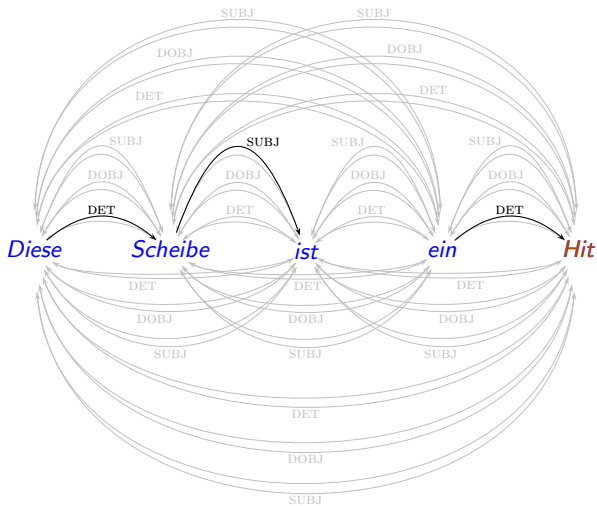 SUBJ SUBJ
DOBJ DOBJ
DET DET
SUBJ SUBJ SUBJ SUBJ
DOBJ DOBJ DOBJ DOBJ
DET DET DET DET
Diese Scheibe ist ein Hit
DET DET DET
DOBJ DOBJ DOBJ
SUBJ SUBJ SUBJ
DET
DOBJ
SUBJ